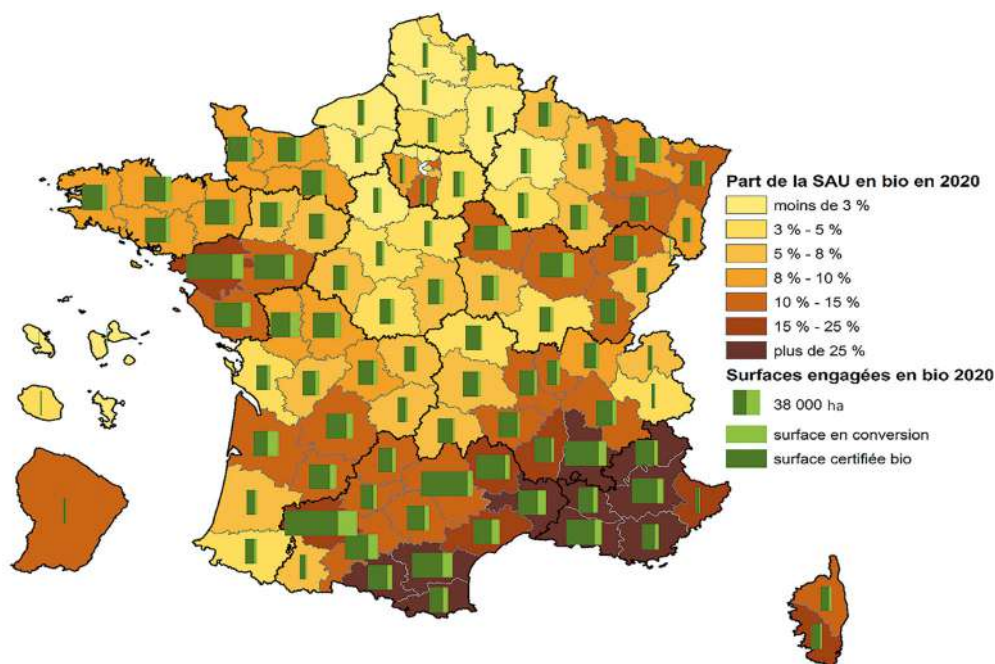 Part de la SAU en bio en 2020
moins de 3 %
3 % - 5 %
5 % - 8 %
8 % - 10 %
10 % - 15 %
15 % - 25 %
plus de 25 %
Surfaces engagées en bio 2020
38 000 ha
surface en conversion
surface certifiée bio